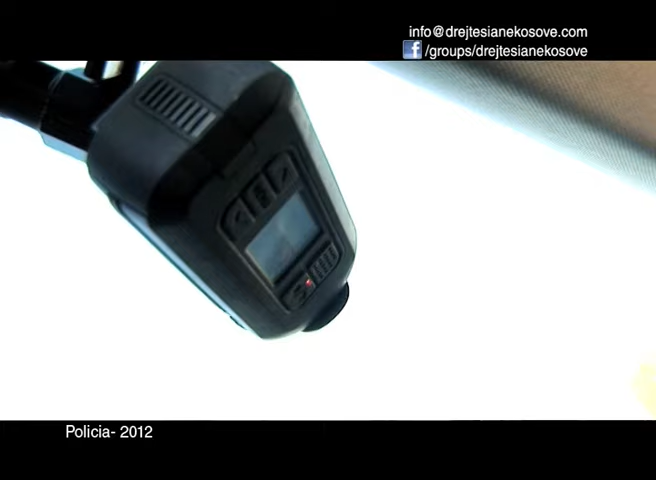 info@drejtesianekosove.com
f /groups/drejtesianekosove
Policia- 2012